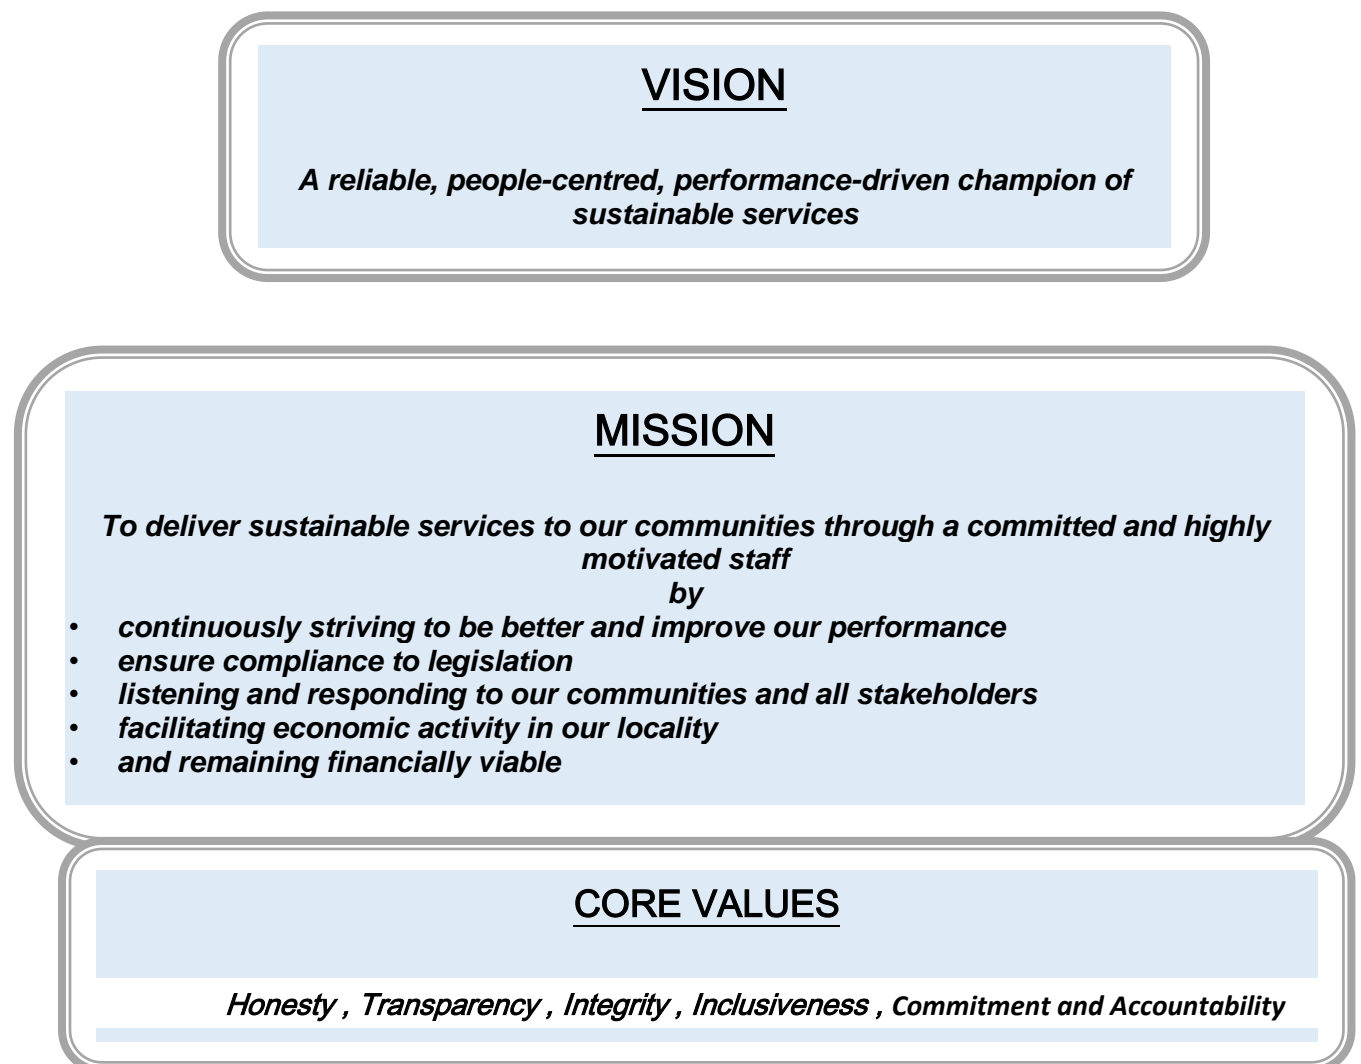 VISION
A reliable, people-centred, performance-driven champion of
sustainable services
MISSION
To deliver sustainable services to our communities through a committed and highly
motivated staff
by
• continuously striving to be better and improve our performance
• ensure compliance to legislation
• listening and responding to our communities and all stakeholders
• facilitating economic activity in our locality
• and remaining financially viable
CORE VALUES
Honesty , Transparency , Integrity , Inclusiveness , Commitment and Accountability